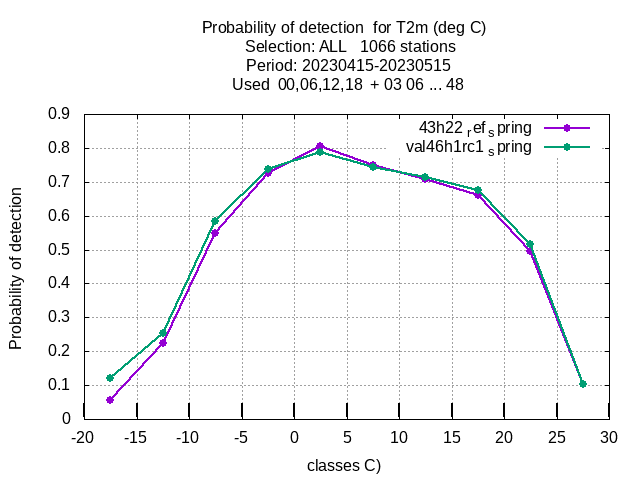 Probability of detection for T2m (deg C)
Selection: ALL 1066 stations
Period: 20230415-20230515
Used 00,06,12,18 + 03 06 ... 48
43h22 ref spring
val46h1rc1 spring
0.9
0.8
0.7
0.6
0.5
0.4
0.3
0.2
0.1
0
Probability of detection
-20 -15 -10 -5 0 5 10 15 20 25 30
classes C)